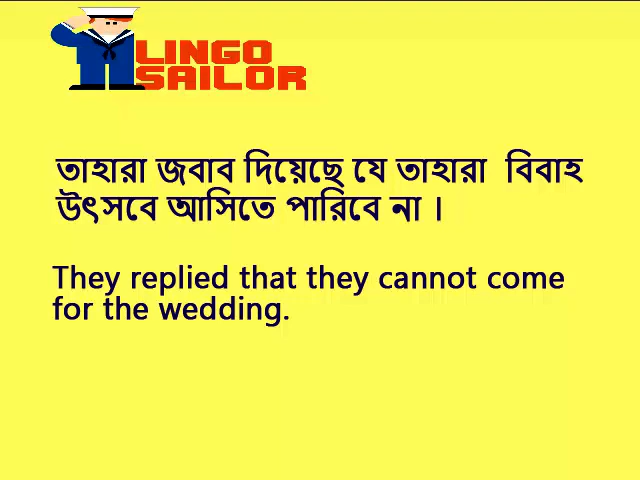 LINGO
SAILOR
তাহারা জবাব দিয়েছে যে তাহারা বিবাহ
উৎসবে আসিতে পারিবে না ।
They replied that they cannot come
for the wedding.